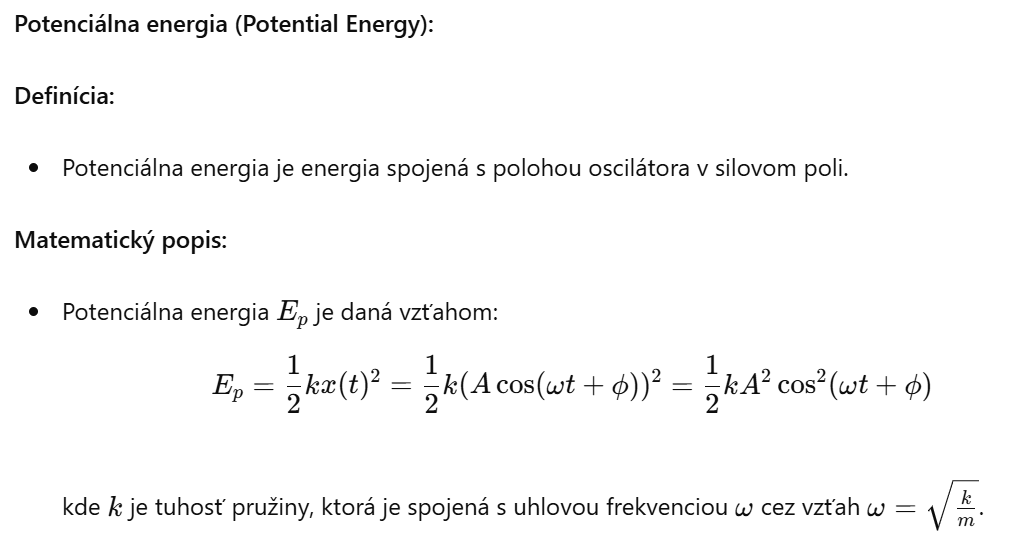 Potenciálna energia (Potential Energy):
Definícia:
• Potenciálna energia je energia spojená s polohou oscilátora v silovom poli.
Matematický popis:
• Potenciálna energia $E_p$ je daná vzťahom:
$E_p = \frac{1}{2}kx(t)^2 = \frac{1}{2}k(A\cos(\omega t + \phi))^2 = \frac{1}{2}kA^2\cos^2(\omega t + \phi)$
kde $k$ je tuhosť pružiny, ktorá je spojená s uhlovou frekvenciou $\omega$ cez vzťah $\omega = \sqrt{\frac{k}{m}}$.